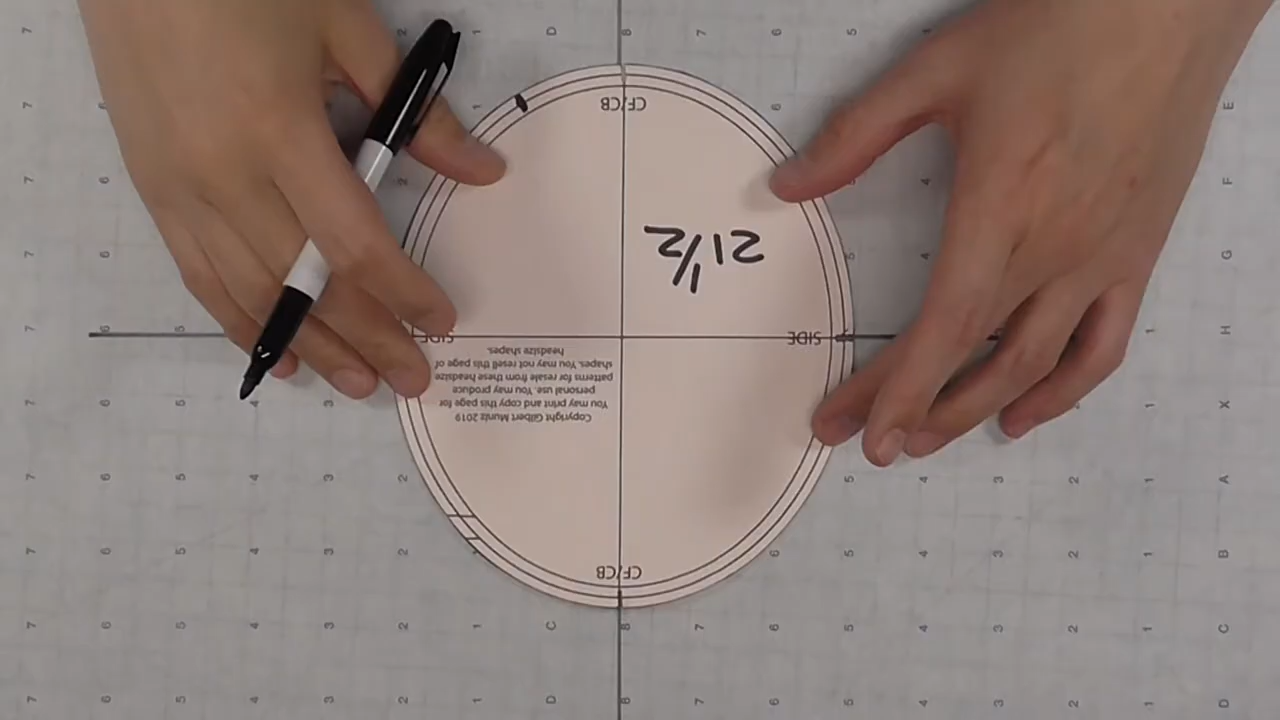 Copyright Gilbert Muniz 2019
You may print and copy this page for
personal use. You may produce
patterns for resale from these headsize
shapes. You may not resell this page of
headsize shapes.
CF/CB
SIDE
SIDE
21 1/2
CF/CB